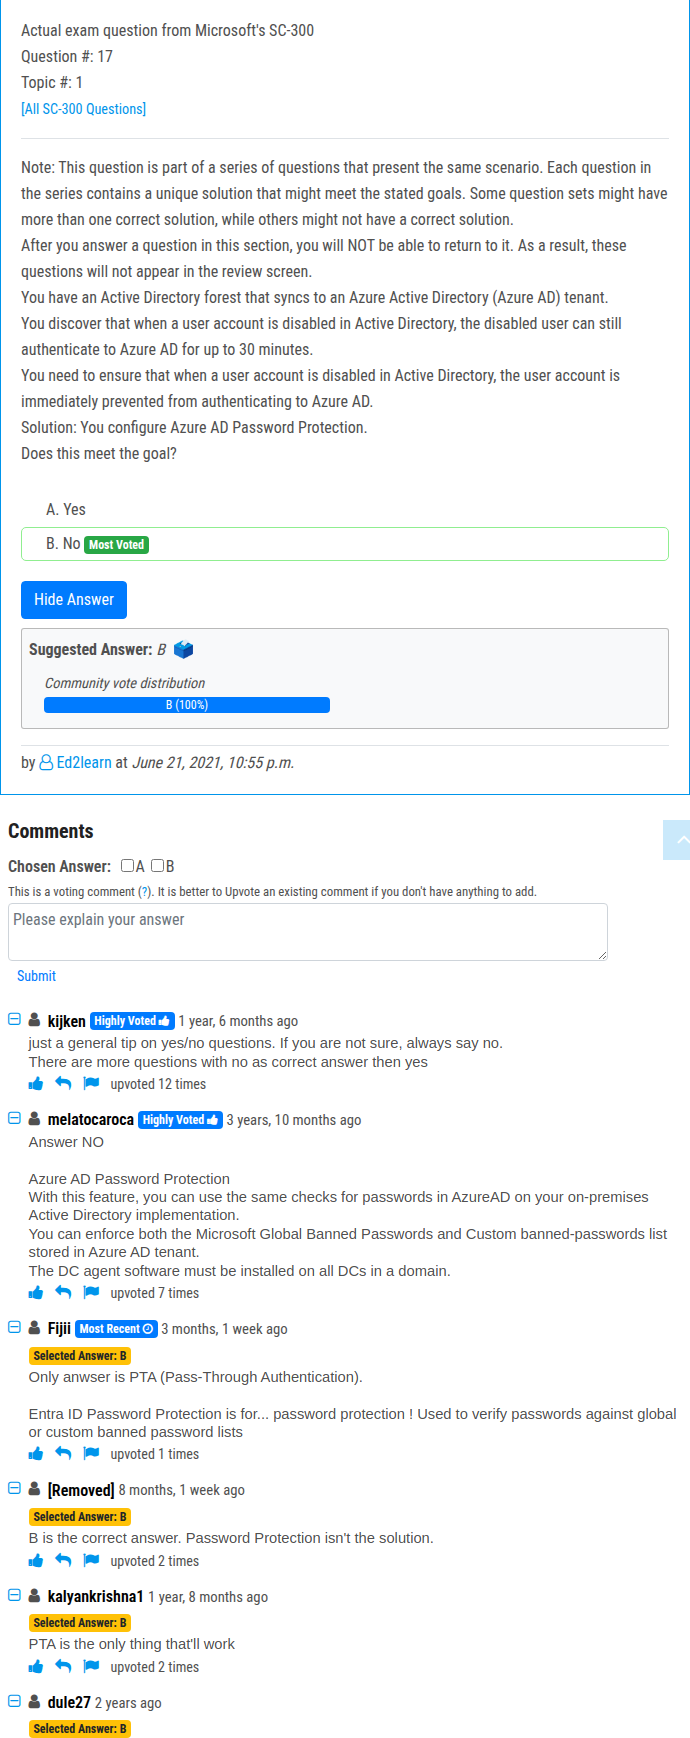 Actual exam question from Microsoft's SC-300
Question #: 17
Topic #: 1
[All SC-300 Questions]
Note: This question is part of a series of questions that present the same scenario. Each question in
the series contains a unique solution that might meet the stated goals. Some question sets might have
more than one correct solution, while others might not have a correct solution.
After you answer a question in this section, you will NOT be able to return to it. As a result, these
questions will not appear in the review screen.
You have an Active Directory forest that syncs to an Azure Active Directory (Azure AD) tenant.
You discover that when a user account is disabled in Active Directory, the disabled user can still
authenticate to Azure AD for up to 30 minutes.
You need to ensure that when a user account is disabled in Active Directory, the user account is
immediately prevented from authenticating to Azure AD.
Solution: You configure Azure AD Password Protection.
Does this meet the goal?
A. Yes
B. No Most Voted
Hide Answer
Suggested Answer: B
Community vote distribution
B (100%)
by Ed2learn at June 21, 2021, 10:55 p.m.
Comments
Chosen Answer: A B
This is a voting comment (?). It is better to Upvote an existing comment if you don't have anything to add.
Please explain your answer
Submit
kijken Highly Voted 1 year, 6 months ago
just a general tip on yes/no questions. If you are not sure, always say no.
There are more questions with no as correct answer then yes
upvoted 12 times
melatocaroca Highly Voted 3 years, 10 months ago
Answer NO
Azure AD Password Protection
With this feature, you can use the same checks for passwords in AzureAD on your on-premises
Active Directory implementation.
You can enforce both the Microsoft Global Banned Passwords and Custom banned-passwords list
stored in Azure AD tenant.
The DC agent software must be installed on all DCs in a domain.
upvoted 7 times
Fijii Most Recent 3 months, 1 week ago
Selected Answer: B
Only anwser is PTA (Pass-Through Authentication).
Entra ID Password Protection is for... password protection ! Used to verify passwords against global
or custom banned password lists
upvoted 1 times
[Removed] 8 months, 1 week ago
Selected Answer: B
B is the correct answer. Password Protection isn't the solution.
upvoted 2 times
kalyankrishna1 1 year, 8 months ago
Selected Answer: B
PTA is the only thing that'll work
upvoted 2 times
dule27 2 years ago
Selected Answer: B